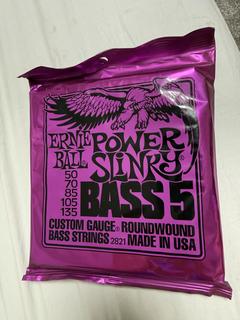 ERNIE BALL POWER SLINKY
50
70
85
105
135
BASS 5
CUSTOM GAUGE® ROUNDWOUND
BASS STRINGS 2821 MADE IN USA